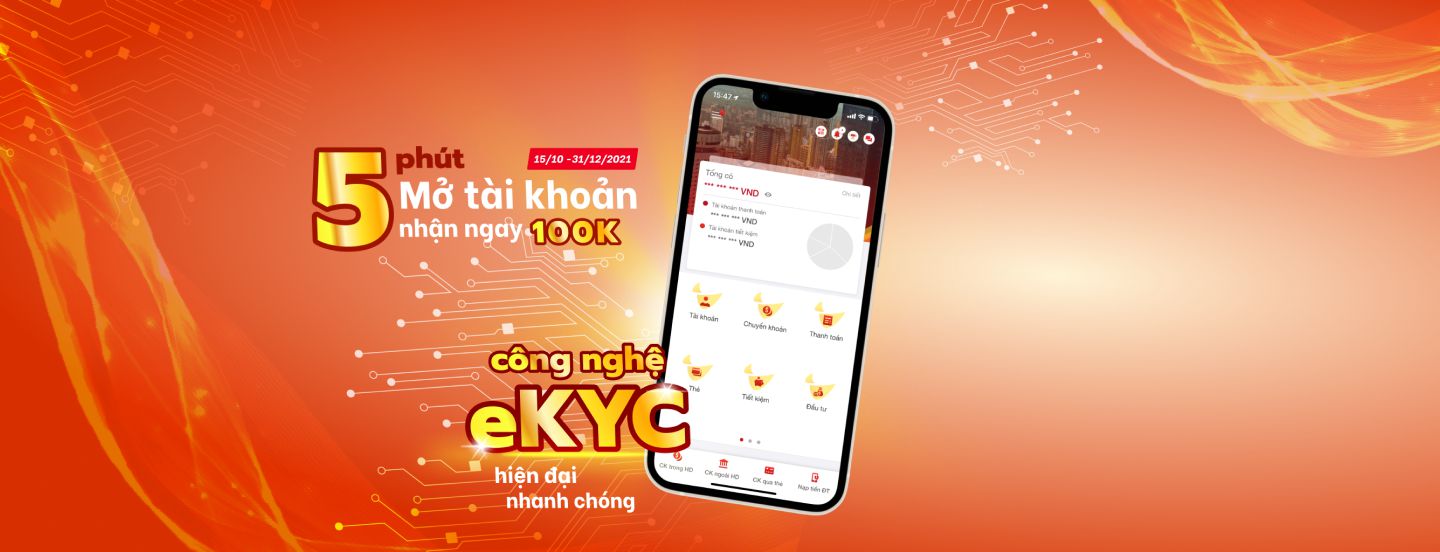 5 phút
15/10 -31/12/2021
Mở tài khoản
nhận ngay 100K
công nghệ
eKYC
hiện đại
nhanh chóng
15:47
Tổng có
Chi tiết
*** *** *** VND
Tài khoản thanh toán
*** *** *** VND
Tài khoản tiết kiệm
*** *** *** VND
Tài khoản
Chuyển khoản
Thanh toán
Thẻ
Tiết kiệm
Đầu tư
CK trong HD
CK ngoài HD
CK qua thẻ
Nạp tiền ĐT